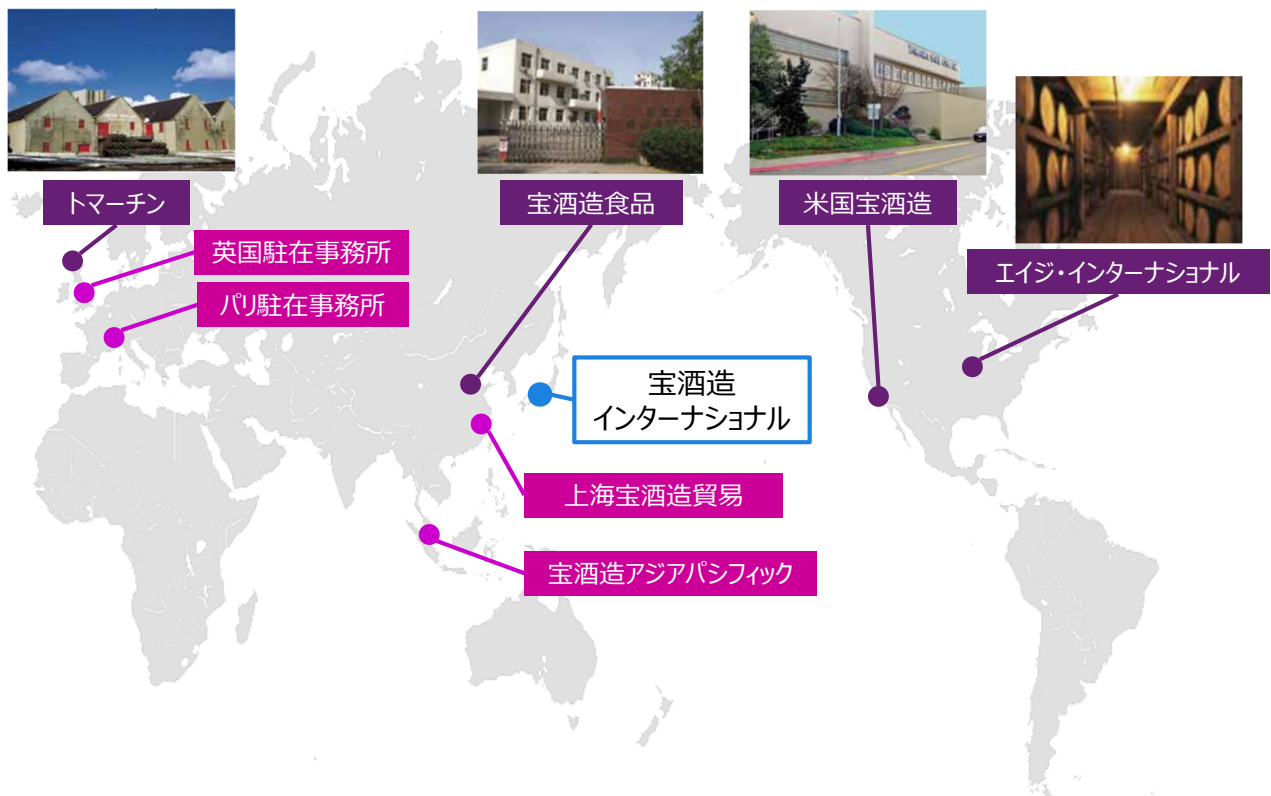 トマーチン
宝酒造食品
米国宝酒造
エイジ・インターナショナル
英国駐在事務所
パリ駐在事務所
宝酒造
インターナショナル
上海宝酒造貿易
宝酒造アジアパシフィック